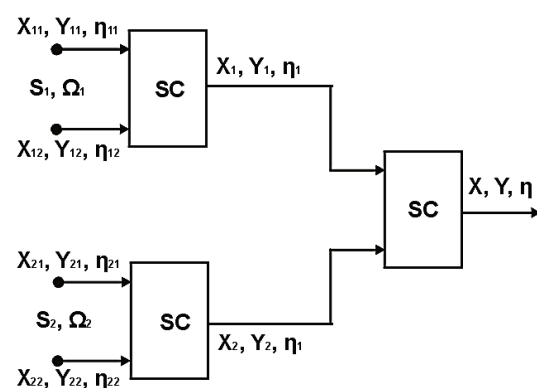 X₁₁, Y₁₁, η₁₁
S₁, Ω₁
X₁₂, Y₁₂, η₁₂
SC
X₁, Y₁, η₁
SC
X, Y, η
X₂₁, Y₂₁, η₂₁
S₂, Ω₂
X₂₂, Y₂₂, η₂₂
SC
X₂, Y₂, η₁